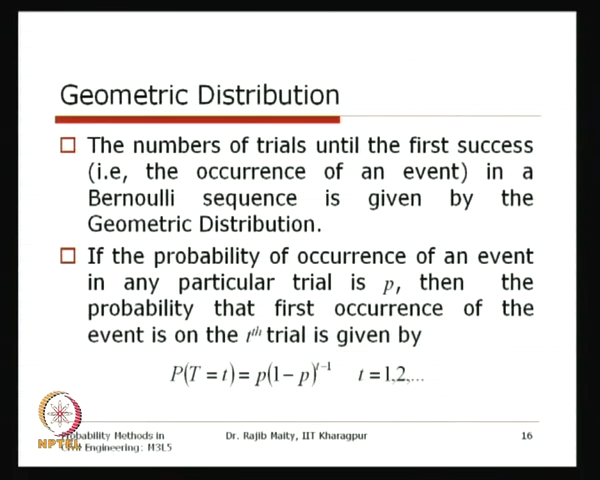 Geometric Distribution
The numbers of trials until the first success
(i.e, the occurrence of an event) in a
Bernoulli sequence is given by the
Geometric Distribution.
If the probability of occurrence of an event
in any particular trial is p, then the
probability that first occurrence of the
event is on the tth trial is given by
P(T = t) = p(1 − p)^t−1 t = 1,2,...
Probability Methods in
Civil Engineering: M3L5
Dr. Rajib Maity, IIT Kharagpur
16
NPTEL